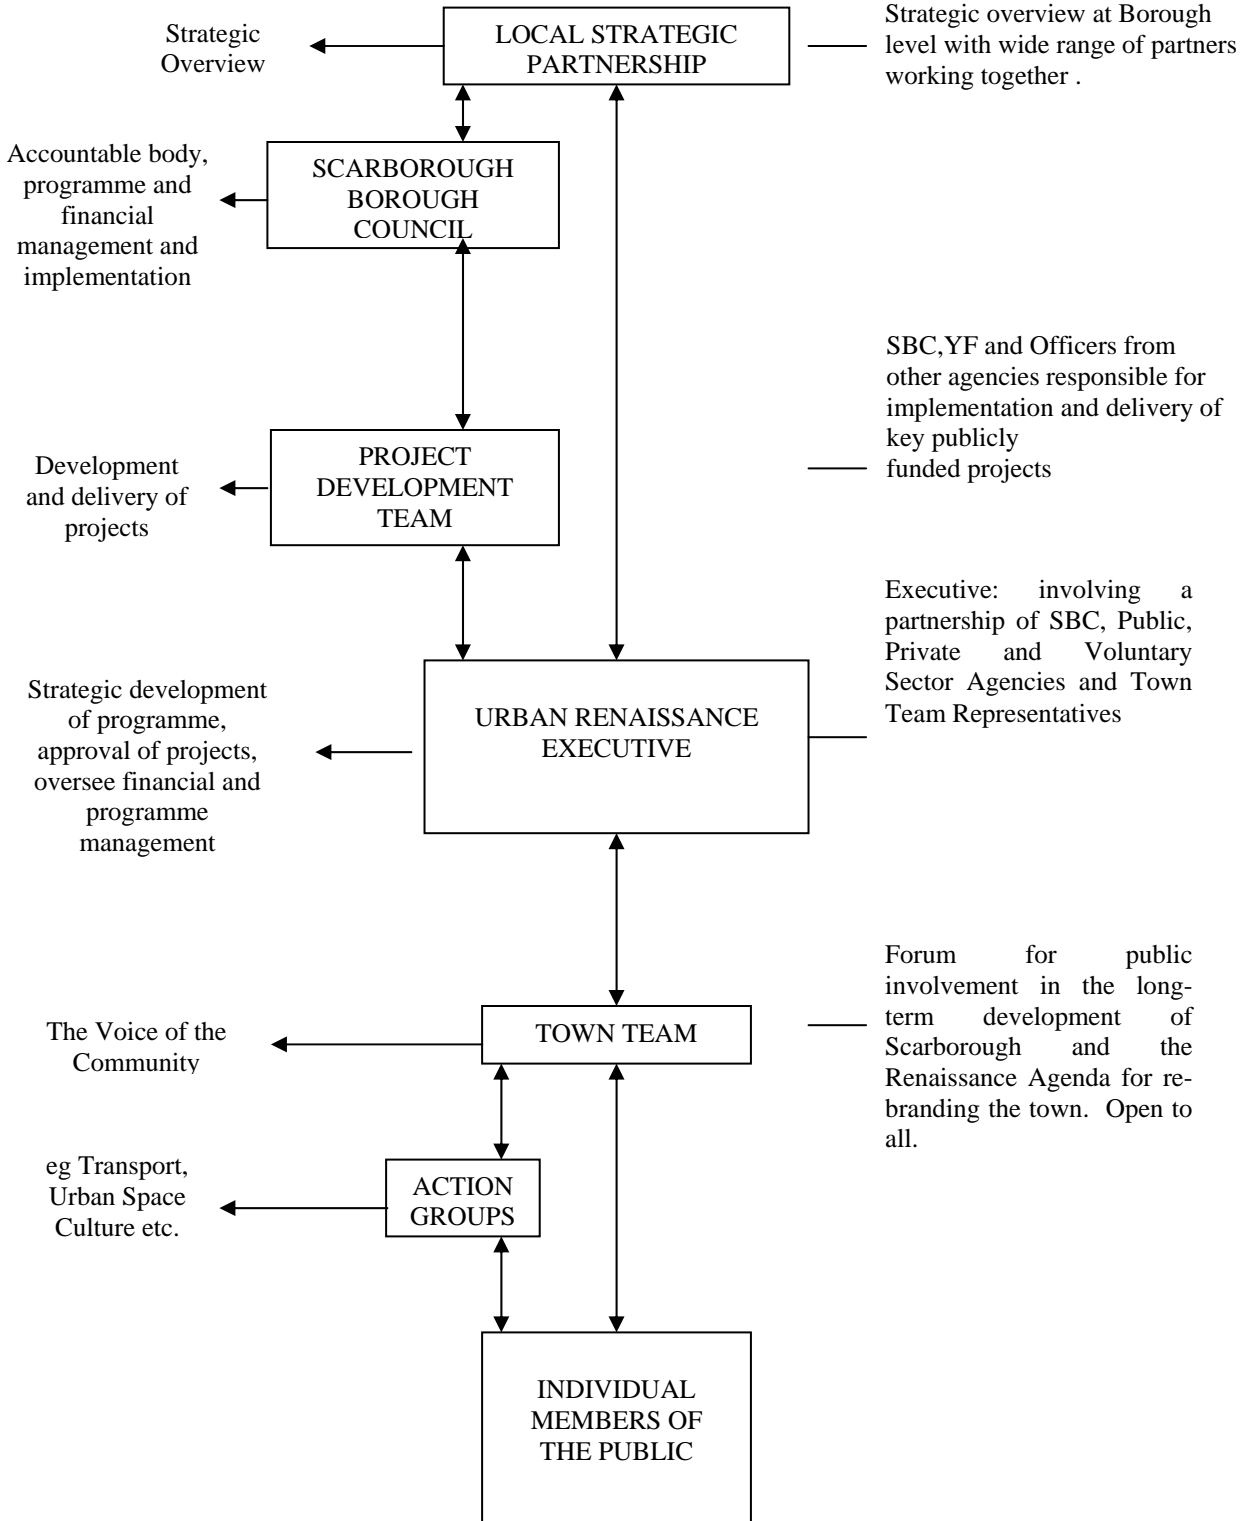 Strategic
Overview
LOCAL STRATEGIC
PARTNERSHIP
Strategic overview at Borough
level with wide range of partners
working together .
Accountable body,
programme and
financial
management and
implementation
SCARBOROUGH
BOROUGH
COUNCIL
SBC,YF and Officers from
other agencies responsible for
implementation and delivery of
key publicly
funded projects
Development
and delivery of
projects
PROJECT
DEVELOPMENT
TEAM
Executive: involving a
partnership of SBC, Public,
Private and Voluntary
Sector Agencies and Town
Team Representatives
Strategic development
of programme,
approval of projects,
oversee financial and
programme
management
URBAN RENAISSANCE
EXECUTIVE
Forum for public
involvement in the long-
term development of
Scarborough and the
Renaissance Agenda for re-
branding the town. Open to
all.
The Voice of the
Community
TOWN TEAM
eg Transport,
Urban Space
Culture etc.
ACTION
GROUPS
INDIVIDUAL
MEMBERS OF
THE PUBLIC